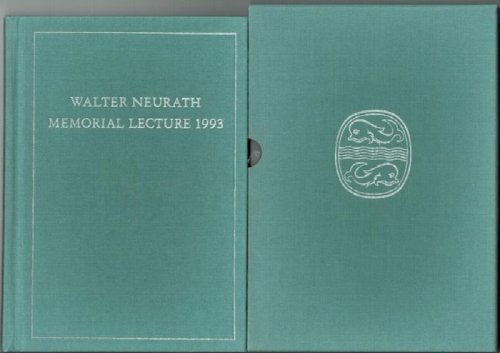 WALTER NEURATH
MEMORIAL LECTURE 1993